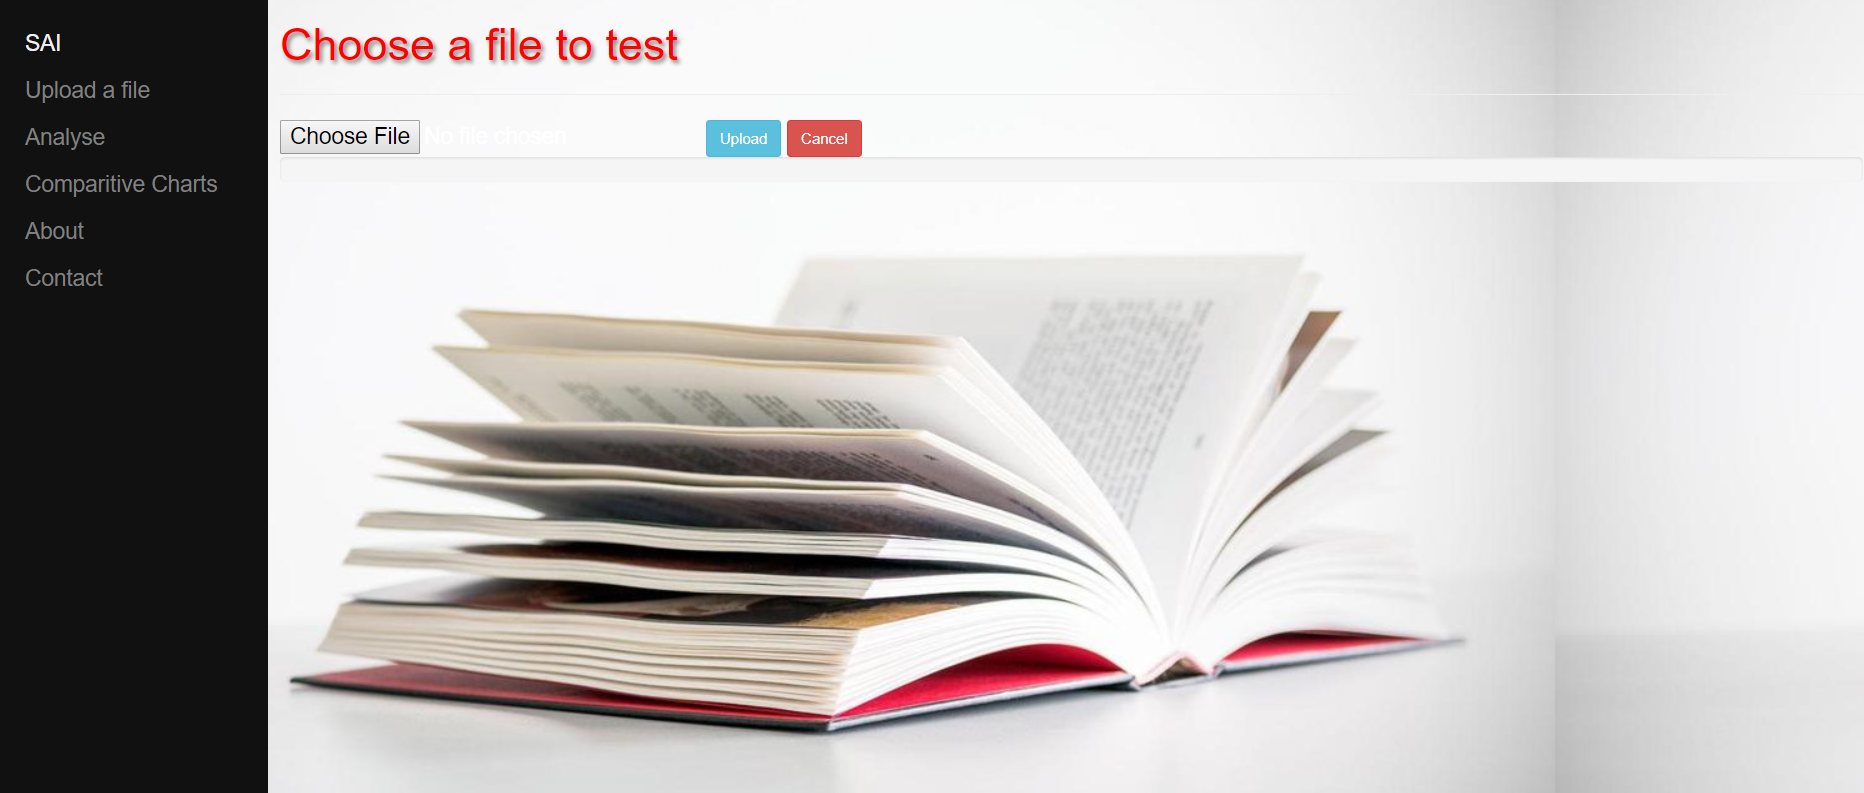 SAI
Upload a file
Analyse
Comparitive Charts
About
Contact
Choose a file to test
Choose File No file chosen Upload Cancel